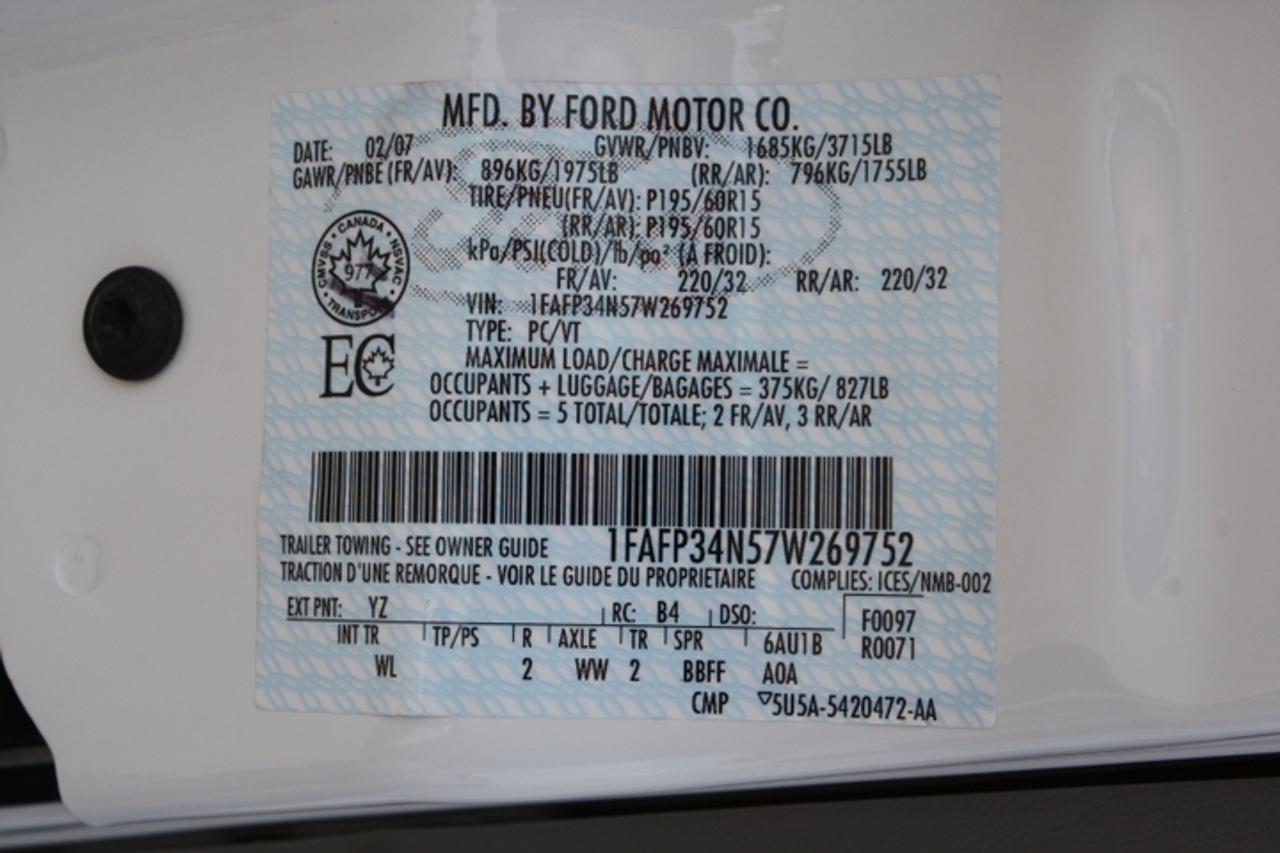 MFD. BY FORD MOTOR CO.
DATE: 02/07 GVWR/PNBV: 1685KG/3715LB
GAWR/PNBE (FR/AV): 896KG/1975LB (RR/AR): 796KG/1755LB
TIRE/PNEU(FR/AV): P195/60R15
(RR/AR): P195/60R15
kPa/PSI(COLD)/lb/po² (À FROID):
FR/AV: 220/32 RR/AR: 220/32
CANADA • NSVAC • TRANSPORT • CMVSS
977
VIN: 1FAFP34N57W269752
TYPE: PC/VT
EC
MAXIMUM LOAD/CHARGE MAXIMALE =
OCCUPANTS + LUGGAGE/BAGAGES = 375KG/ 827LB
OCCUPANTS = 5 TOTAL/TOTALE; 2 FR/AV, 3 RR/AR
TRAILER TOWING - SEE OWNER GUIDE 1FAFP34N57W269752
TRACTION D'UNE REMORQUE - VOIR LE GUIDE DU PROPRIETAIRE COMPLIES: ICES/NMB-002
EXT PNT: YZ RC: B4 DSO: F0097
INT TR TP/PS R AXLE TR SPR 6AU1B R0071
WL 2 WW 2 BBFF AOA
CMP ▽5U5A-5420472-AA